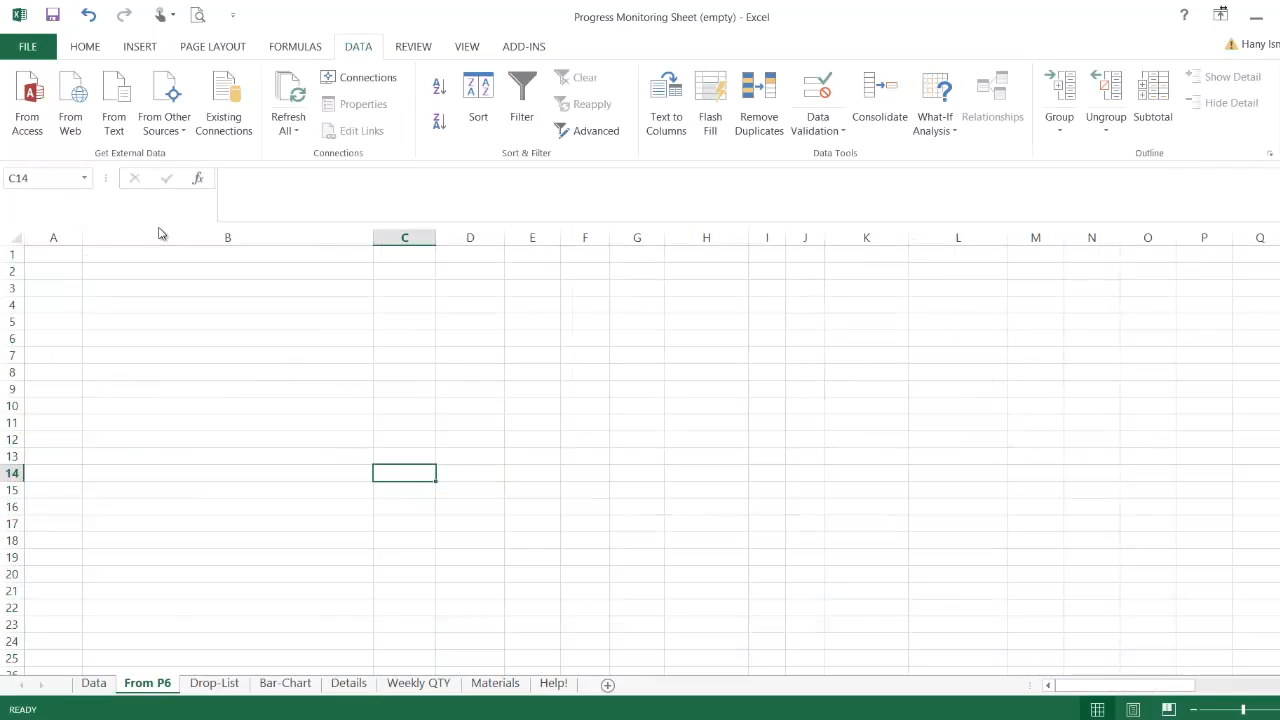 Progress Monitoring Sheet (empty) - Excel
?
FILE HOME INSERT PAGE LAYOUT FORMULAS DATA REVIEW VIEW ADD-INS
From Access
From Web
From Text
From Other Sources
Existing Connections
Get External Data
Refresh All
Connections
Properties
Edit Links
Connections
Sort
Filter
Clear
Reapply
Advanced
Sort & Filter
Text to Columns
Flash Fill
Remove Duplicates
Data Validation
Consolidate
What-If Analysis
Relationships
Data Tools
Group
Ungroup
Subtotal
Show Detail
Hide Detail
Outline
C14
fx
A B C D E F G H I J K L M N O P Q
1
2
3
4
5
6
7
8
9
10
11
12
13
14
15
16
17
18
19
20
21
22
23
24
25
Data From P6 Drop-List Bar-Chart Details Weekly QTY Materials Help!
READY